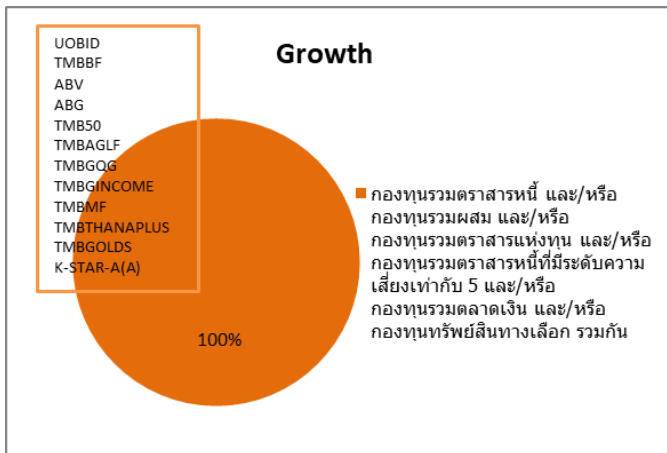 Growth
UOBID
TMBBF
ABV
ABG
TMB50
TMBAGLF
TMBGQG
TMBGINCOME
TMBMF
TMBTHANAPLUS
TMBGOLDS
K-STAR-A(A)
100%
กองทุนรวมตราสารหนี้ และ/หรือ
กองทุนรวมผสม และ/หรือ
กองทุนรวมตราสารแห่งทุน และ/หรือ
กองทุนรวมตราสารหนี้ที่มีระดับความ
เสี่ยงเท่ากับ 5 และ/หรือ
กองทุนรวมตลาดเงิน และ/หรือ
กองทุนทรัพย์สินทางเลือก รวมกัน